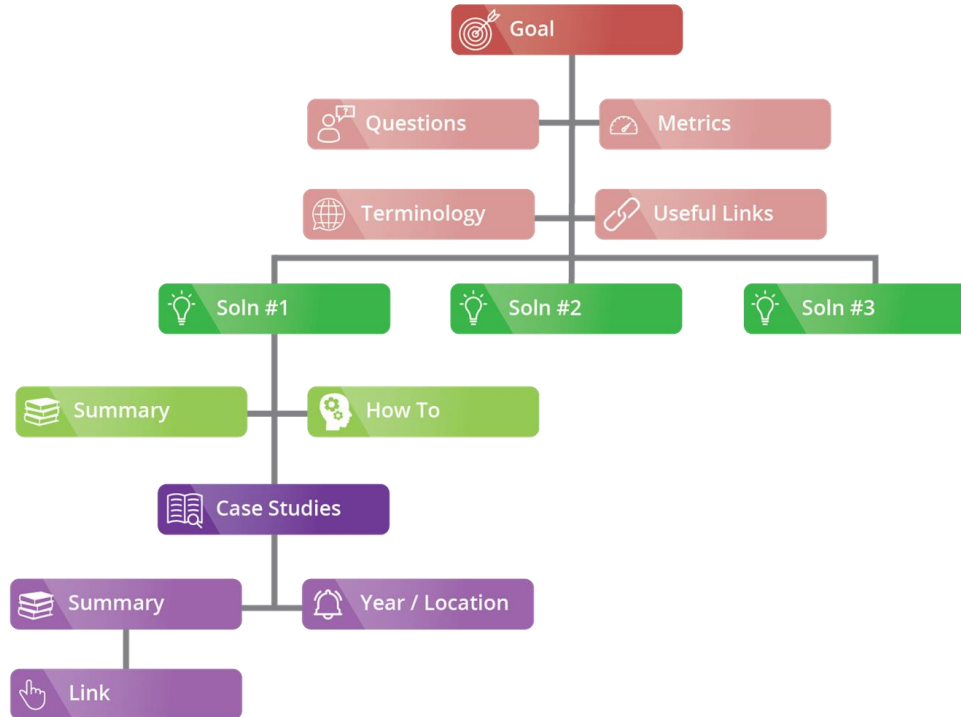 Goal
Questions
Metrics
Terminology
Useful Links
Soln #1
Soln #2
Soln #3
Summary
How To
Case Studies
Summary
Year / Location
Link